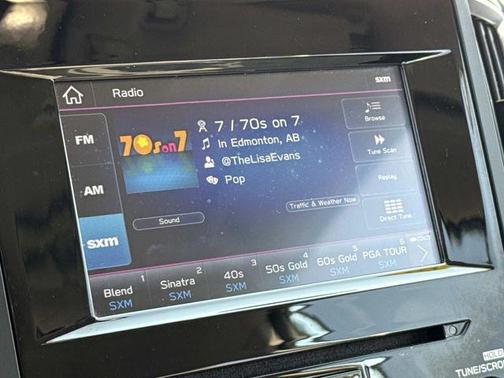 Radio
sxm
FM
AM
sxm
70s on 7
7 / 70s on 7
In Edmonton, AB
@TheLisaEvans
Pop
Sound
Traffic & Weather Now
Browse
Tune Scan
Replay
Direct Tune
Blend 1
SXM
Sinatra 2
SXM
40s 3
SXM
50s Gold 4
SXM
60s Gold 5
SXM
PGA TOUR 6
SXM
HOLD
TUNE/SCRO